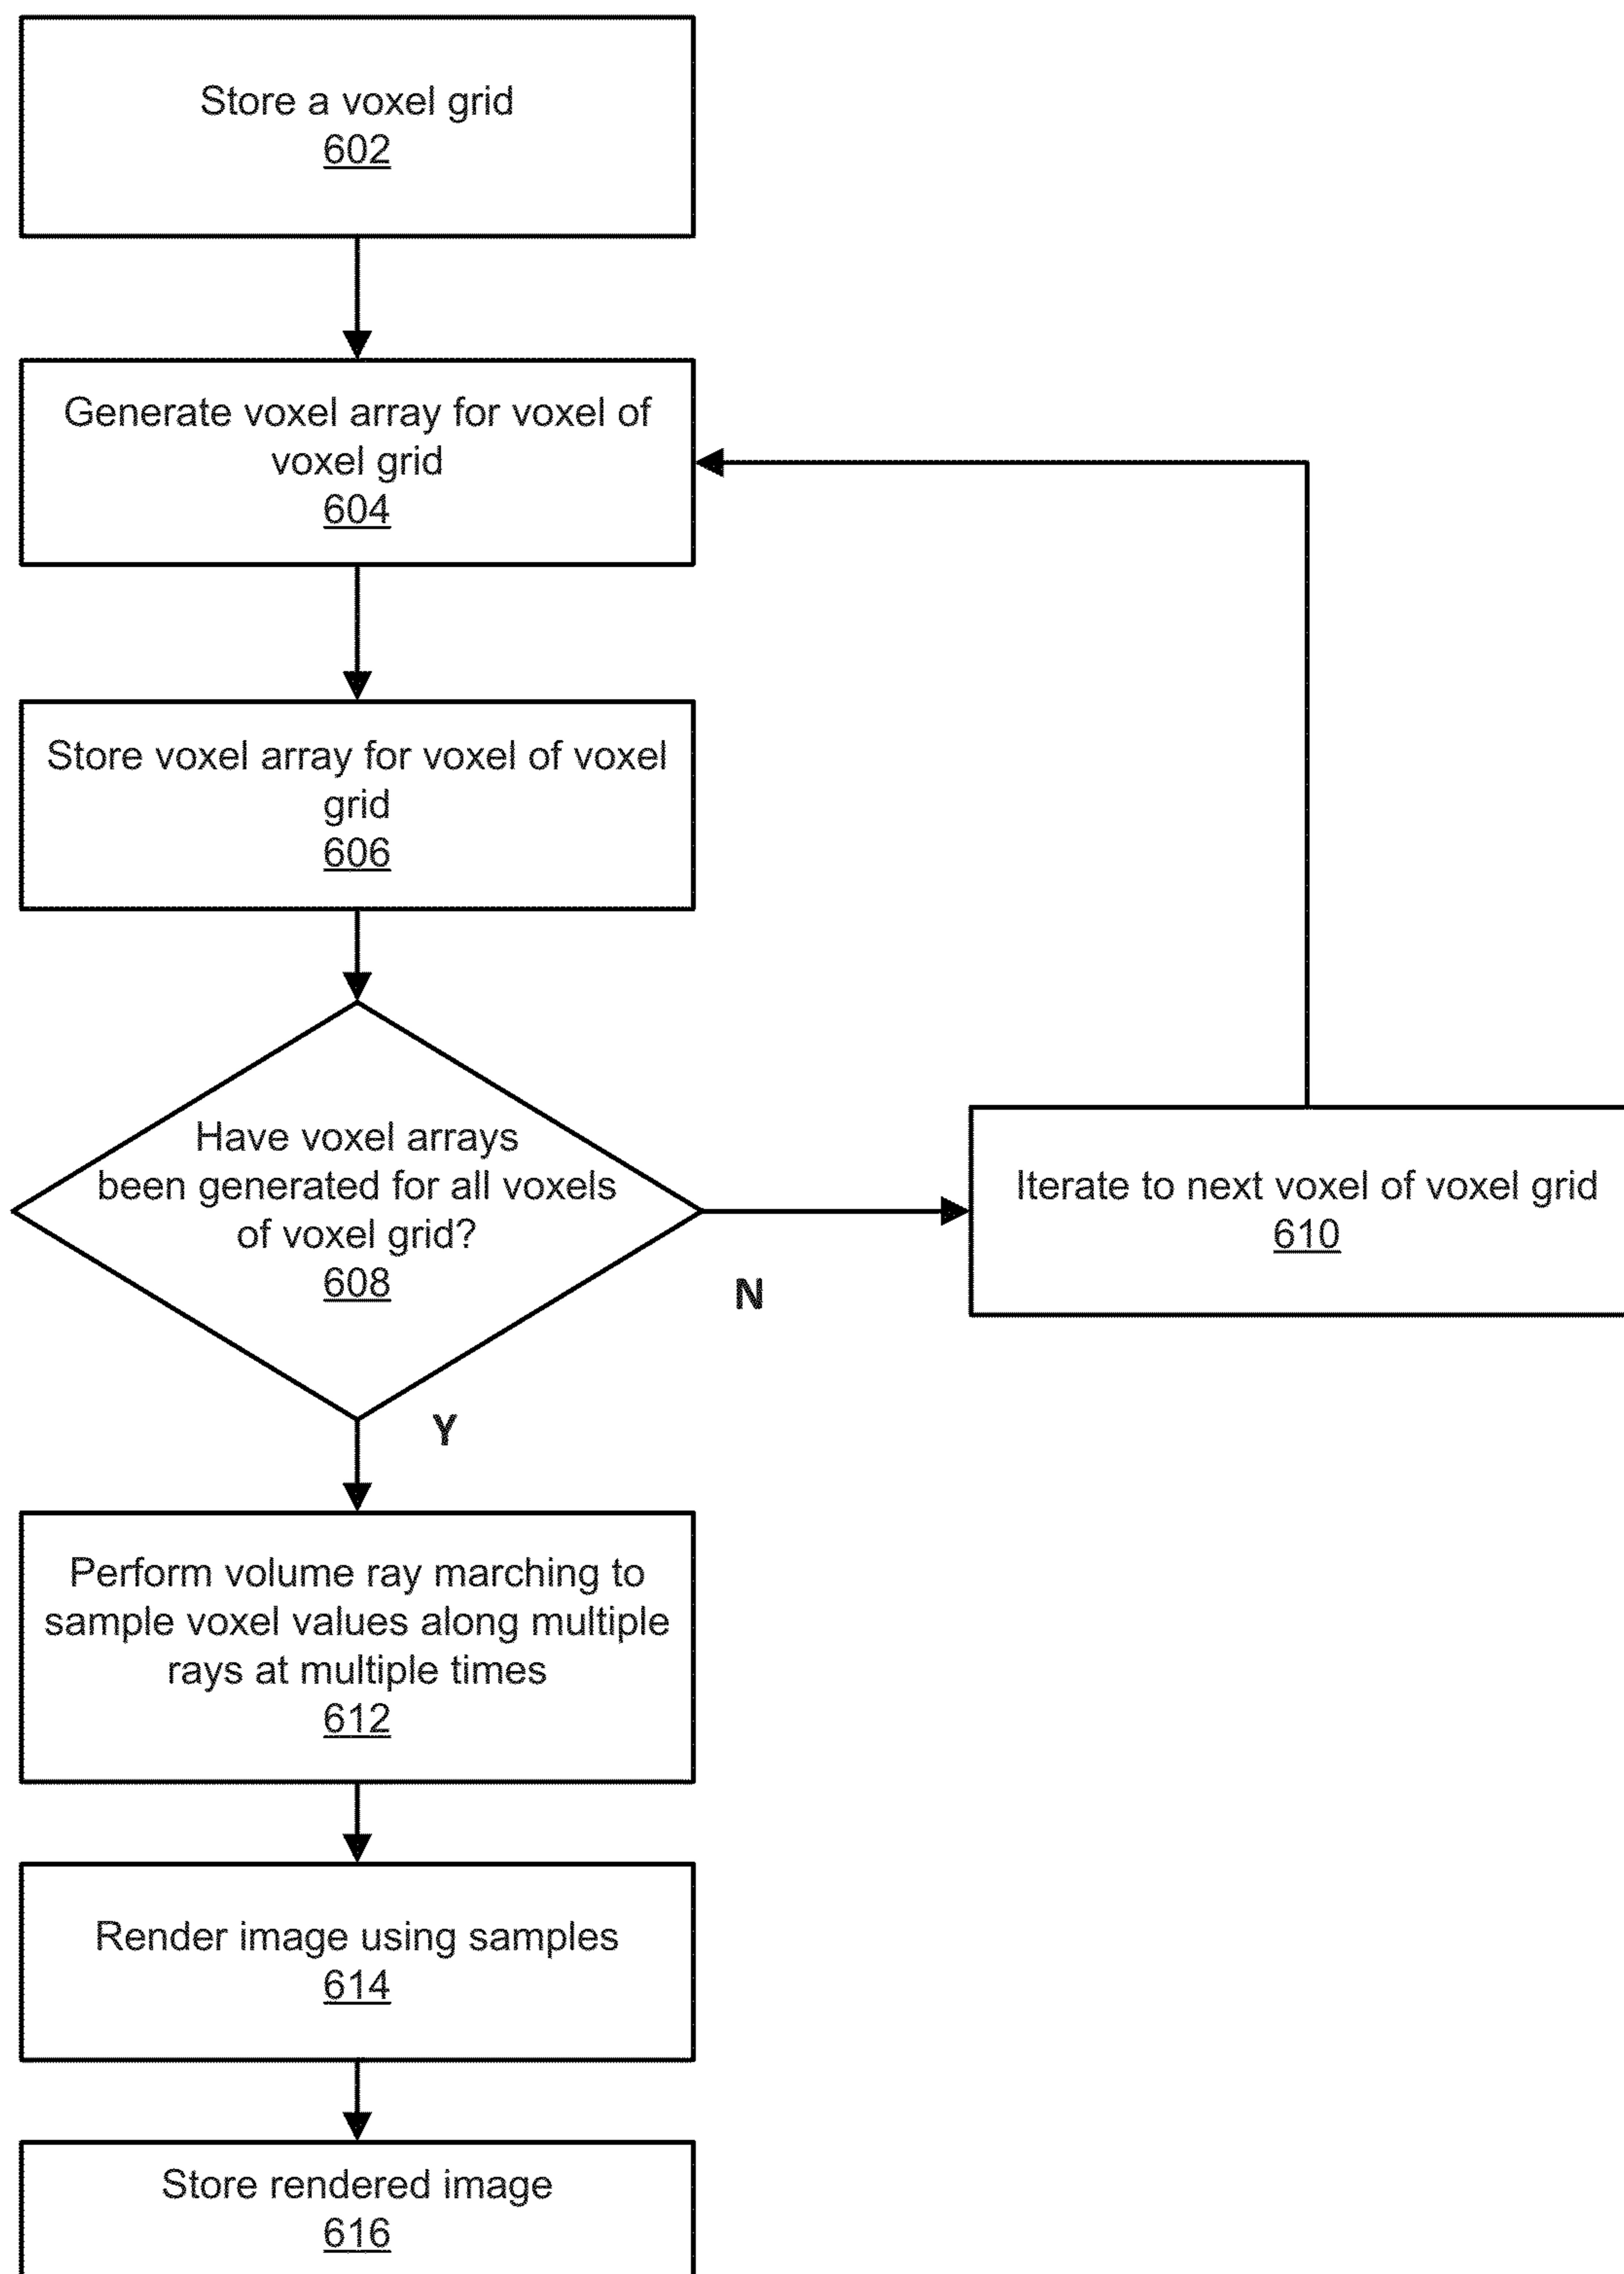 Store a voxel grid
602
Generate voxel array for voxel of
voxel grid
604
Store voxel array for voxel of voxel
grid
606
Have voxel arrays
been generated for all voxels
of voxel grid?
608
N
Iterate to next voxel of voxel grid
610
Y
Perform volume ray marching to
sample voxel values along multiple
rays at multiple times
612
Render image using samples
614
Store rendered image
616